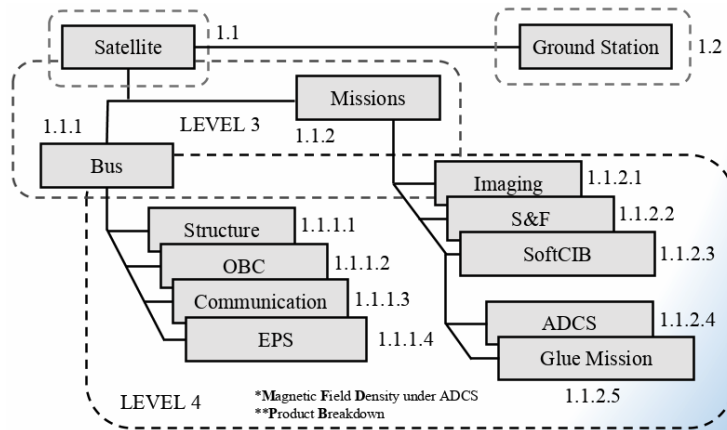 Satellite
1.1
Ground Station
1.2
Missions
1.1.1
LEVEL 3
1.1.2
Bus
Imaging
1.1.2.1
S&F
1.1.2.2
SoftCIB
1.1.2.3
Structure
1.1.1.1
OBC
1.1.1.2
Communication
1.1.1.3
EPS
1.1.1.4
ADCS
1.1.2.4
Glue Mission
1.1.2.5
LEVEL 4
*Magnetic Field Density under ADCS
**Product Breakdown